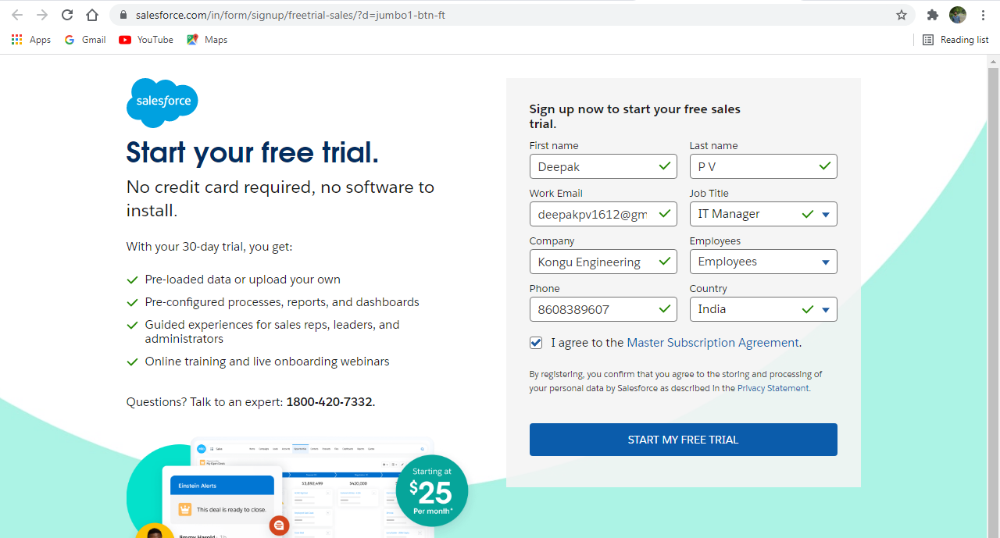 salesforce.com/in/form/signup/freetrial-sales/?d=jumbo1-btn-ft
Apps Gmail YouTube Maps Reading list
salesforce
Start your free trial.
No credit card required, no software to
install.
With your 30-day trial, you get:
Pre-loaded data or upload your own
Pre-configured processes, reports, and dashboards
Guided experiences for sales reps, leaders, and
administrators
Online training and live onboarding webinars
Questions? Talk to an expert: 1800-420-7332.
Sales
$3,892,499
$420,000
Einstein Alerts
This deal is ready to close.
Jimmy Harold · 1h
Starting at
$25
Per month*
Sign up now to start your free sales
trial.
First name Last name
Deepak P V
Work Email Job Title
deepakpv1612@gm IT Manager
Company Employees
Kongu Engineering Employees
Phone Country
8608389607 India
I agree to the Master Subscription Agreement.
By registering, you confirm that you agree to the storing and processing of
your personal data by Salesforce as described in the Privacy Statement.
START MY FREE TRIAL